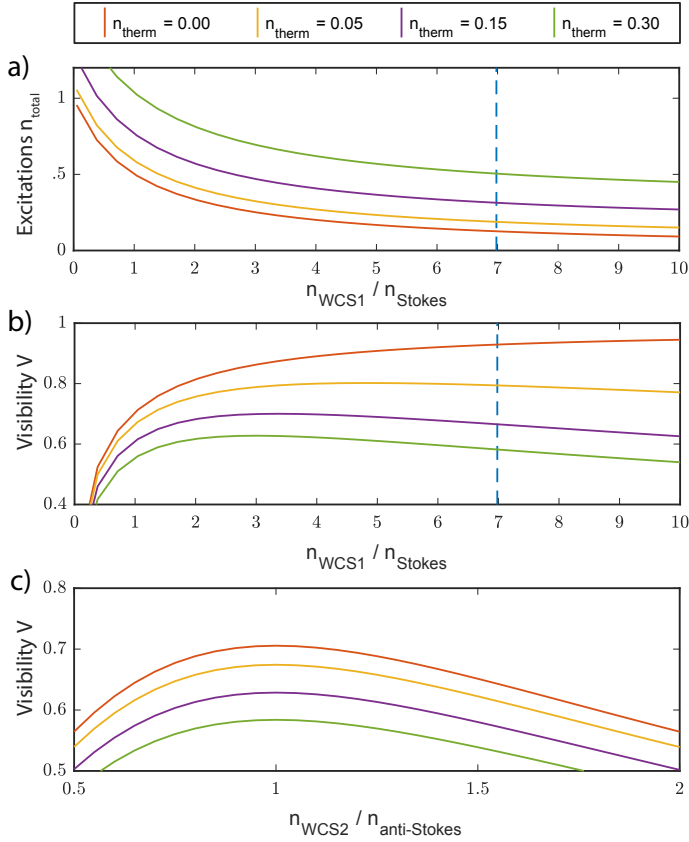 n_therm = 0.00 n_therm = 0.05 n_therm = 0.15 n_therm = 0.30
a)
Excitations n_total
1
.5
0
0 1 2 3 4 5 6 7 8 9 10
n_WCS1 / n_Stokes
b)
Visibility V
1
0.8
0.6
0.4
0 1 2 3 4 5 6 7 8 9 10
n_WCS1 / n_Stokes
c)
Visibility V
0.8
0.7
0.6
0.5
0.5 1 1.5 2
n_WCS2 / n_anti-Stokes